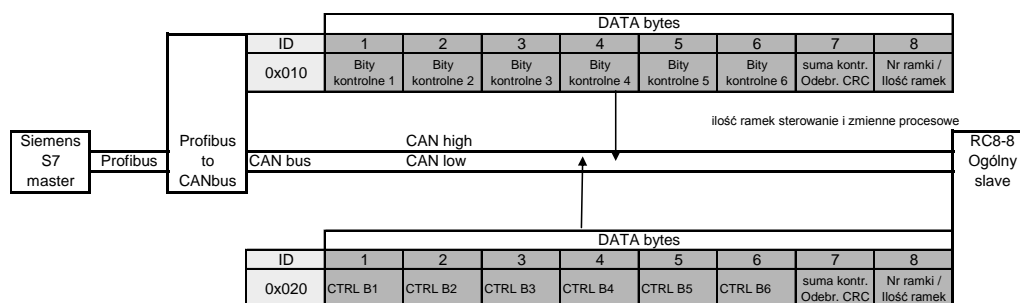 DATA bytes
ID 1 2 3 4 5 6 7 8
0x010 Bity kontrolne 1 Bity kontrolne 2 Bity kontrolne 3 Bity kontrolne 4 Bity kontrolne 5 Bity kontrolne 6 suma kontr. Odebr. CRC Nr ramki / Ilość ramek
ilość ramek sterowanie i zmienne procesowe
Siemens
S7
master
Profibus
Profibus
to
CANbus
CAN bus
CAN high
CAN low
RC8-8
Ogólny
slave
DATA bytes
ID 1 2 3 4 5 6 7 8
0x020 CTRL B1 CTRL B2 CTRL B3 CTRL B4 CTRL B5 CTRL B6 suma kontr. Odebr. CRC Nr ramki / Ilość ramek